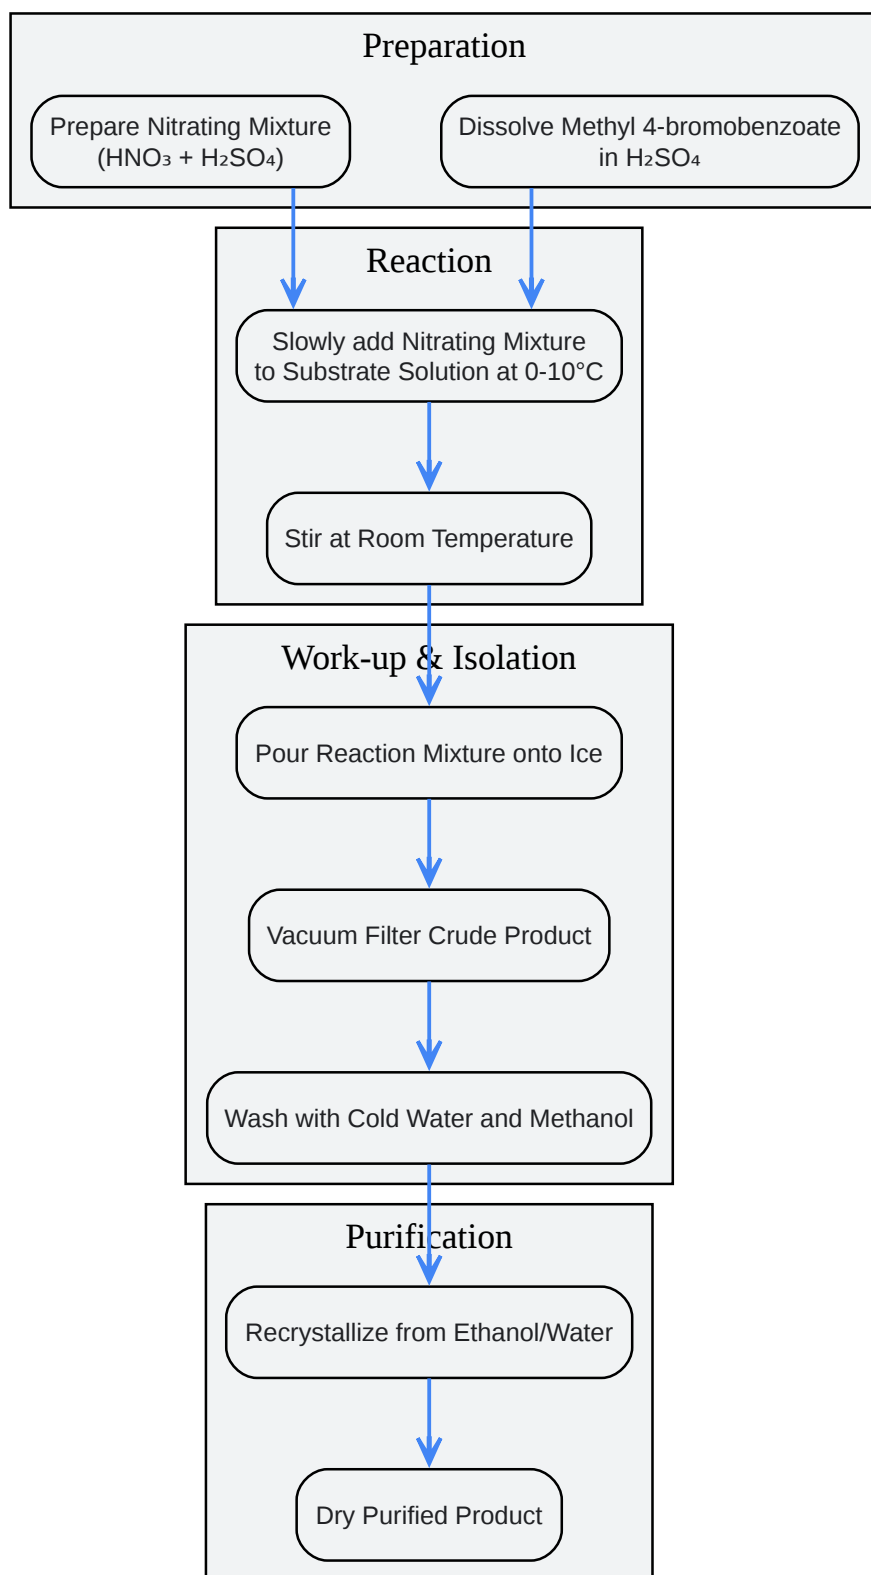 Preparation
Prepare Nitrating Mixture
(HNO₃ + H₂SO₄)
Dissolve Methyl 4-bromobenzoate
in H₂SO₄
Reaction
Slowly add Nitrating Mixture
to Substrate Solution at 0-10°C
Stir at Room Temperature
Work-up & Isolation
Pour Reaction Mixture onto Ice
Vacuum Filter Crude Product
Wash with Cold Water and Methanol
Purification
Recrystallize from Ethanol/Water
Dry Purified Product